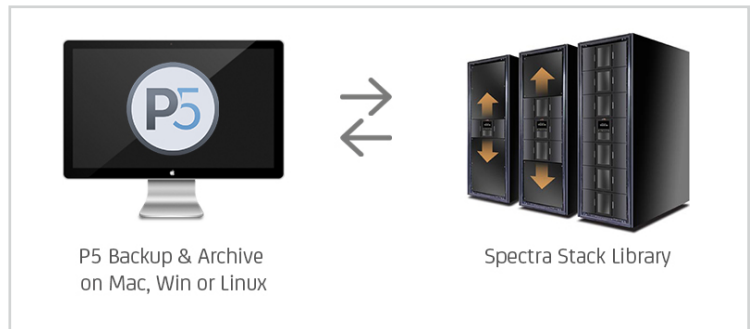 P5
P5 Backup & Archive
on Mac, Win or Linux
Spectra Stack Library